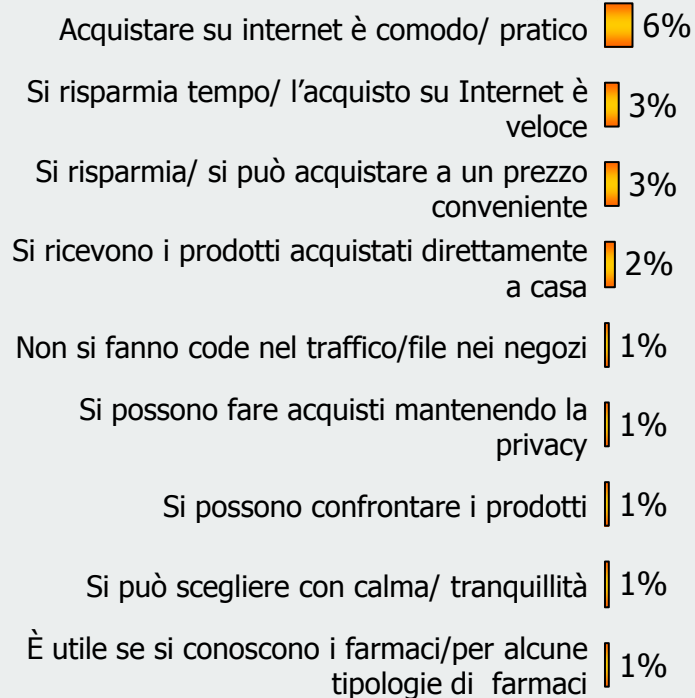 Acquistare su internet è comodo/ pratico 6%
Si risparmia tempo/ l’acquisto su Internet è
veloce 3%
Si risparmia/ si può acquistare a un prezzo
conveniente 3%
Si ricevono i prodotti acquistati direttamente
a casa 2%
Non si fanno code nel traffico/file nei negozi 1%
Si possono fare acquisti mantenendo la
privacy 1%
Si possono confrontare i prodotti 1%
Si può scegliere con calma/ tranquillità 1%
È utile se si conoscono i farmaci/per alcune
tipologie di farmaci 1%